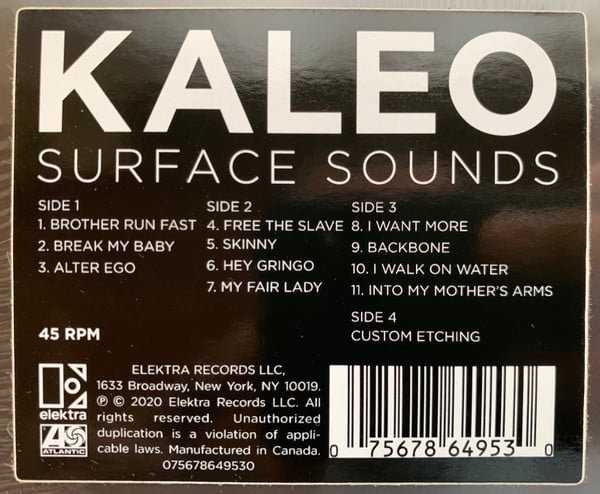 KALEO
SURFACE SOUNDS
SIDE 1
1. BROTHER RUN FAST
2. BREAK MY BABY
3. ALTER EGO
SIDE 2
4. FREE THE SLAVE
5. SKINNY
6. HEY GRINGO
7. MY FAIR LADY
SIDE 3
8. I WANT MORE
9. BACKBONE
10. I WALK ON WATER
11. INTO MY MOTHER'S ARMS
SIDE 4
CUSTOM ETCHING
45 RPM
elektra
ATLANTIC
ELEKTRA RECORDS LLC,
1633 Broadway, New York, NY 10019.
℗ © 2020 Elektra Records LLC. All
rights reserved. Unauthorized
duplication is a violation of appli-
cable laws. Manufactured in Canada.
075678649530
0 75678 64953 0